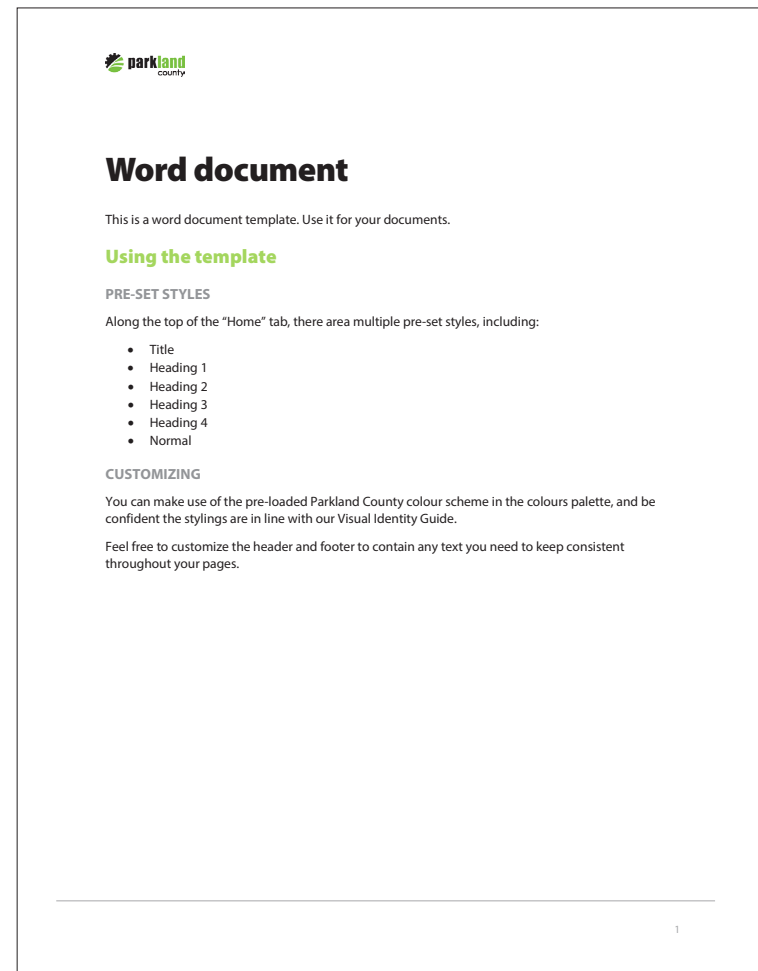 parkland
county
Word document
This is a word document template. Use it for your documents.
Using the template
PRE-SET STYLES
Along the top of the “Home” tab, there area multiple pre-set styles, including:
• Title
• Heading 1
• Heading 2
• Heading 3
• Heading 4
• Normal
CUSTOMIZING
You can make use of the pre-loaded Parkland County colour scheme in the colours palette, and be
confident the stylings are in line with our Visual Identity Guide.
Feel free to customize the header and footer to contain any text you need to keep consistent
throughout your pages.
1